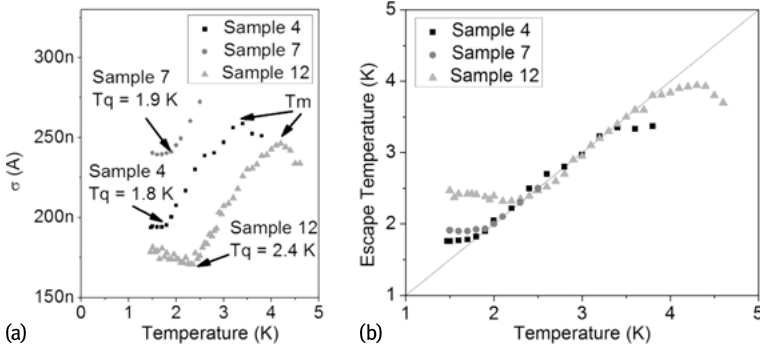 300n
250n
200n
150n
σ (A)
Sample 4
Sample 7
Sample 12
Sample 7
Tq = 1.9 K
Tm
Sample 4
Tq = 1.8 K
Sample 12
Tq = 2.4 K
0 1 2 3 4 5
Temperature (K)
(a)
5
4
3
2
1
Escape Temperature (K)
Sample 4
Sample 7
Sample 12
1 2 3 4 5
Temperature (K)
(b)